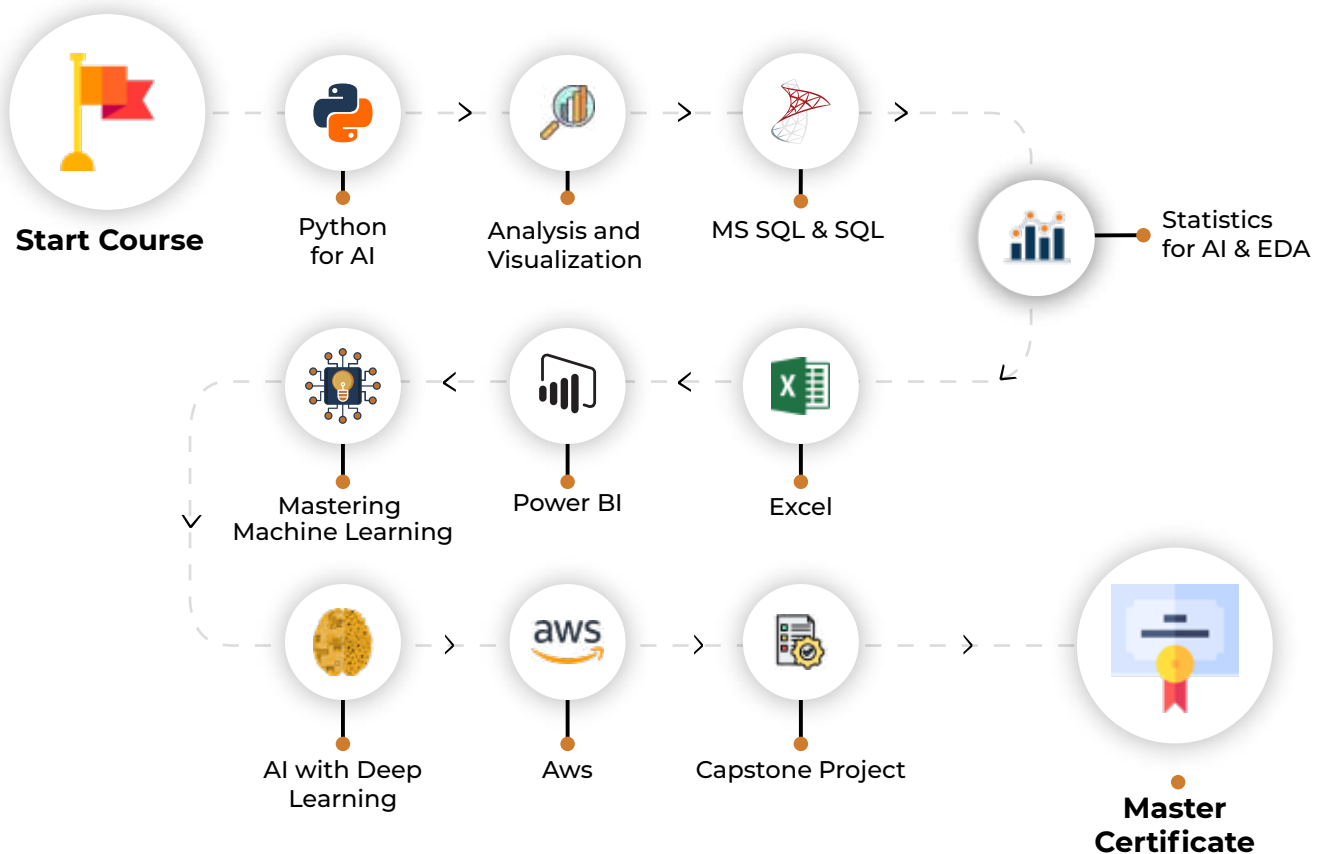 Start Course
Python
for AI
Analysis and
Visualization
MS SQL & SQL
Statistics
for AI & EDA
X
Excel
Power BI
Mastering
Machine Learning
AI with Deep
Learning
aws
Aws
Capstone Project
Master
Certificate